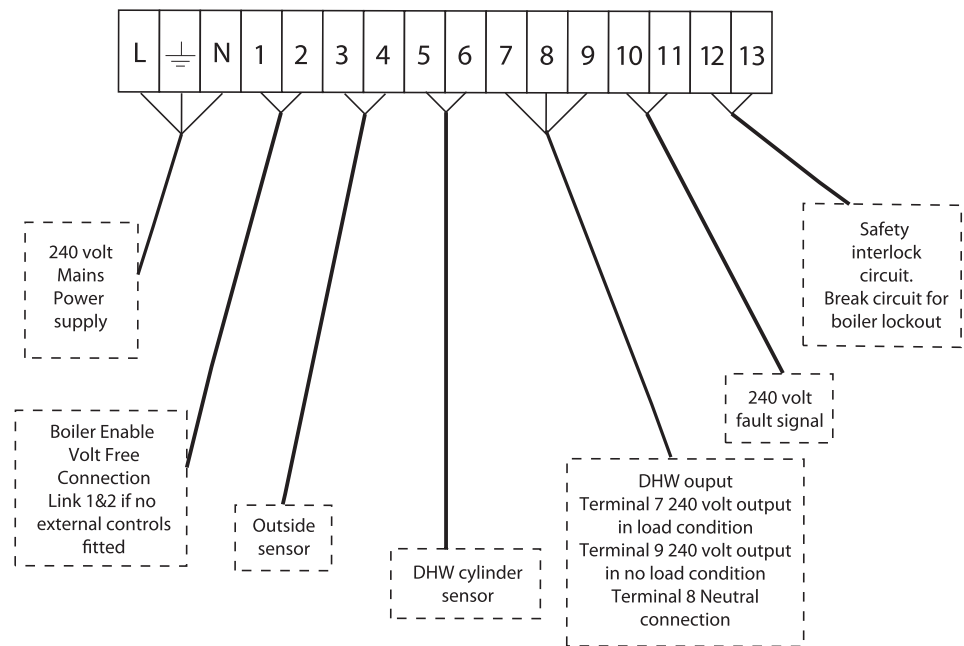 L N 1 2 3 4 5 6 7 8 9 10 11 12 13
240 volt
Mains
Power
supply
Boiler Enable
Volt Free
Connection
Link 1&2 if no
external controls
fitted
Outside
sensor
DHW cylinder
sensor
DHW ouput
Terminal 7 240 volt output
in load condition
Terminal 9 240 volt output
in no load condition
Terminal 8 Neutral
connection
240 volt
fault signal
Safety
interlock
circuit.
Break circuit for
boiler lockout